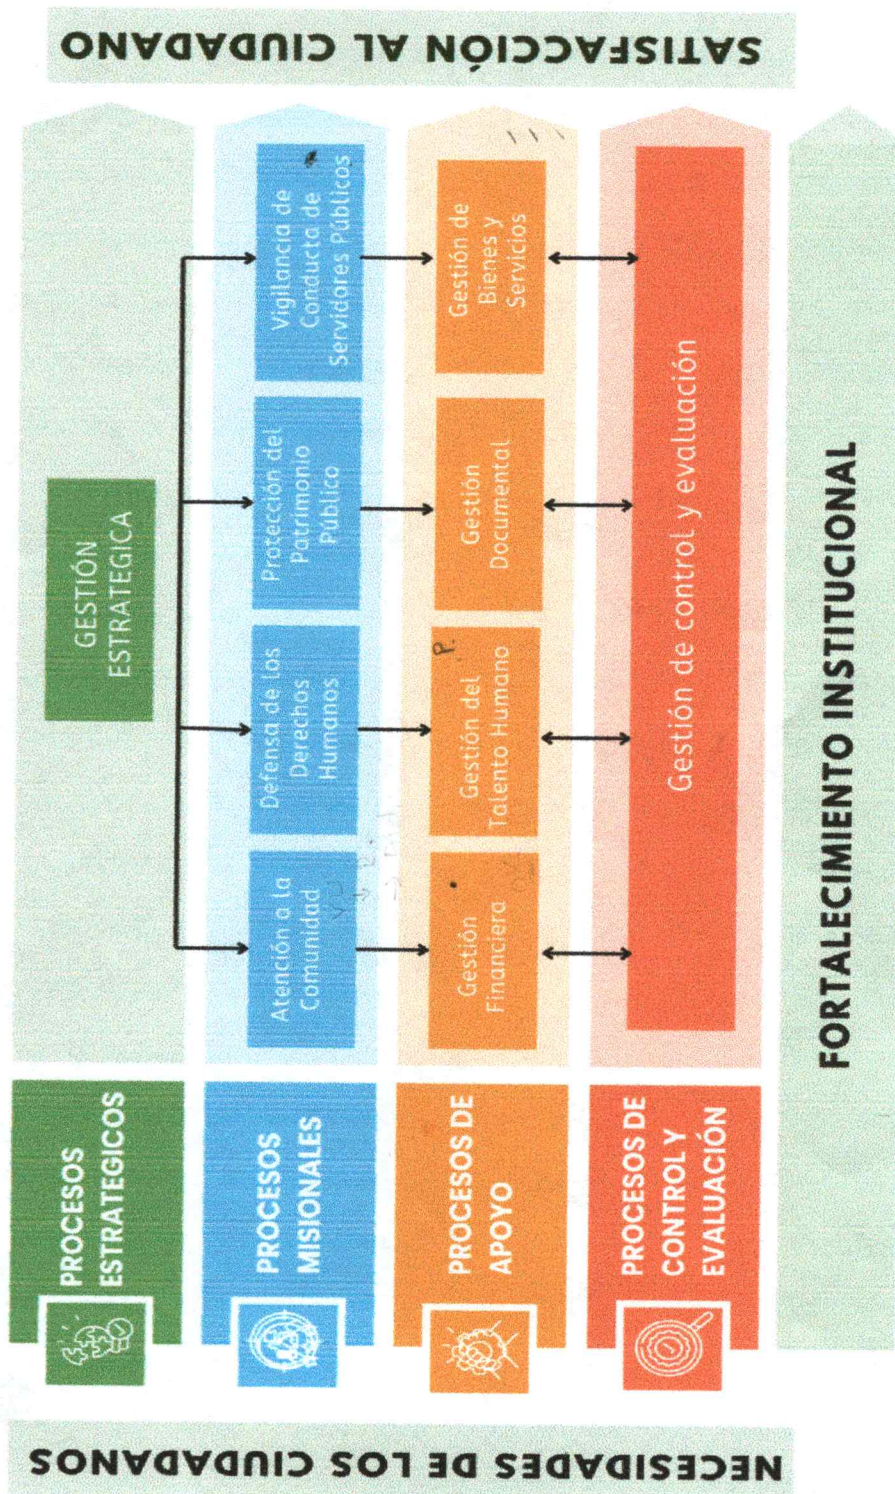 NECESIDADES DE LOS CIUDADANOS
PROCESOS
ESTRATEGICOS
GESTIÓN
ESTRATEGICA
PROCESOS
MISIONALES
Atención a la
Comunidad
Defensa de los
Derechos
Humanos
Protección del
Patrimonio
Público
Vigilancia de
Conducta de
Servidores Públicos
PROCESOS DE
APOYO
Gestión
Financiera
Gestión del
Talento Humano
Gestión
Documental
Gestión de
Bienes y
Servicios
PROCESOS DE
CONTROL Y
EVALUACIÓN
Gestión de control y evaluación
FORTALECIMIENTO INSTITUCIONAL
SATISFACCIÓN AL CIUDADANO